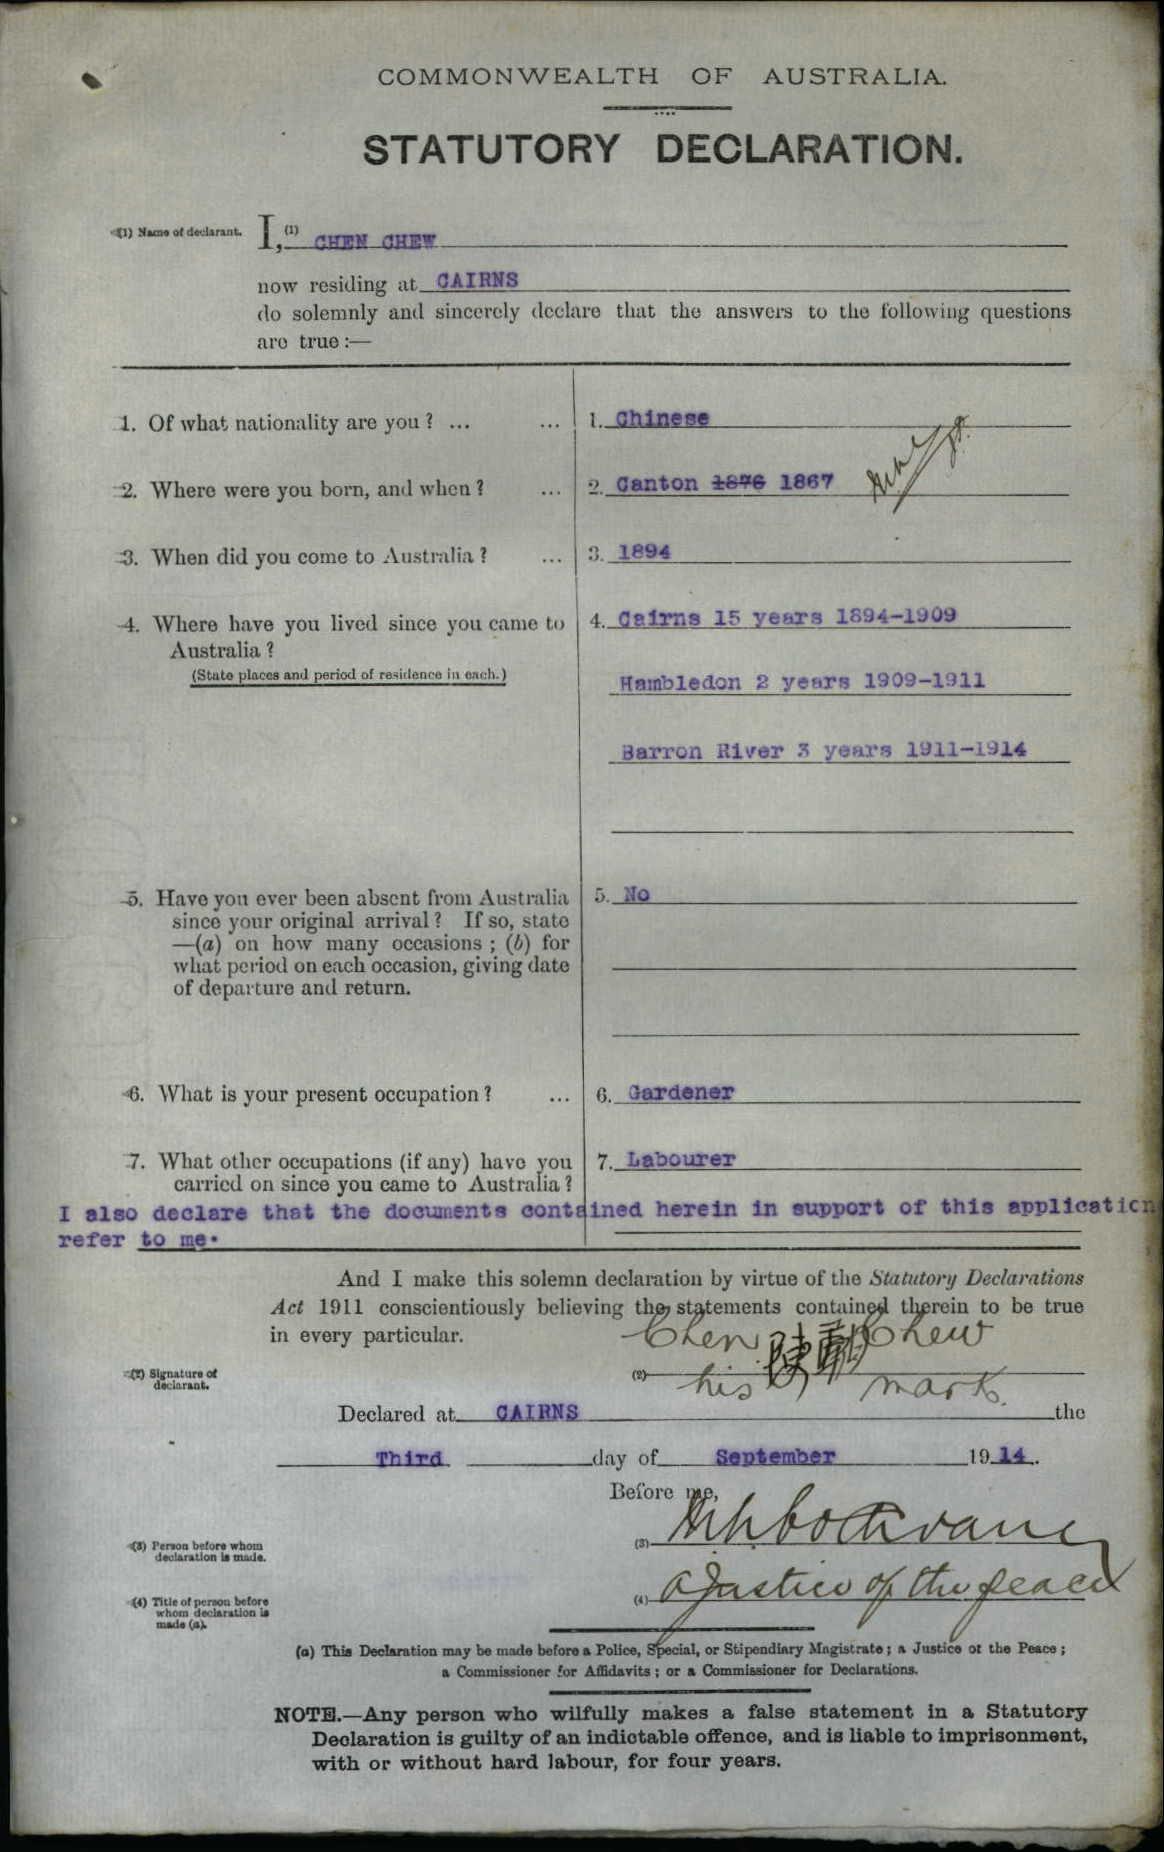 COMMONWEALTH OF AUSTRALIA.
STATUTORY DECLARATION.
(1) Name of declarant.
I, (1) CHEN CHEW
now residing at CAIRNS
do solemnly and sincerely declare that the answers to the following questions
are true :—
1. Of what nationality are you ? ... ... 1. Chinese
2. Where were you born, and when ? ... 2. Canton 1876 1867
3. When did you come to Australia ? ... 3. 1894
4. Where have you lived since you came to 4. Cairns 15 years 1894-1909
Australia ?
(State places and period of residence in each.)
Hambledon 2 years 1909-1911
Barron River 3 years 1911-1914
5. Have you ever been absent from Australia 5. No
since your original arrival ? If so, state
—(a) on how many occasions ; (b) for
what period on each occasion, giving date
of departure and return.
6. What is your present occupation ? ... 6. Gardener
7. What other occupations (if any) have you 7. Labourer
carried on since you came to Australia ?
I also declare that the documents contained herein in support of this application
refer to me.
And I make this solemn declaration by virtue of the Statutory Declarations
Act 1911 conscientiously believing the statements contained therein to be true
in every particular.
Chen 陳 Chew
(2) Signature of
declarant.
(2) his mark
Declared at CAIRNS the
Third day of September 1914.
Before me,
(3) Person before whom
declaration is made.
(3)
(4) Title of person before
whom declaration is
made (a).
(4) a Justice of the peace
(a) This Declaration may be made before a Police, Special, or Stipendiary Magistrate ; a Justice of the Peace ;
a Commissioner for Affidavits ; or a Commissioner for Declarations.
NOTE.—Any person who wilfully makes a false statement in a Statutory
Declaration is guilty of an indictable offence, and is liable to imprisonment,
with or without hard labour, for four years.